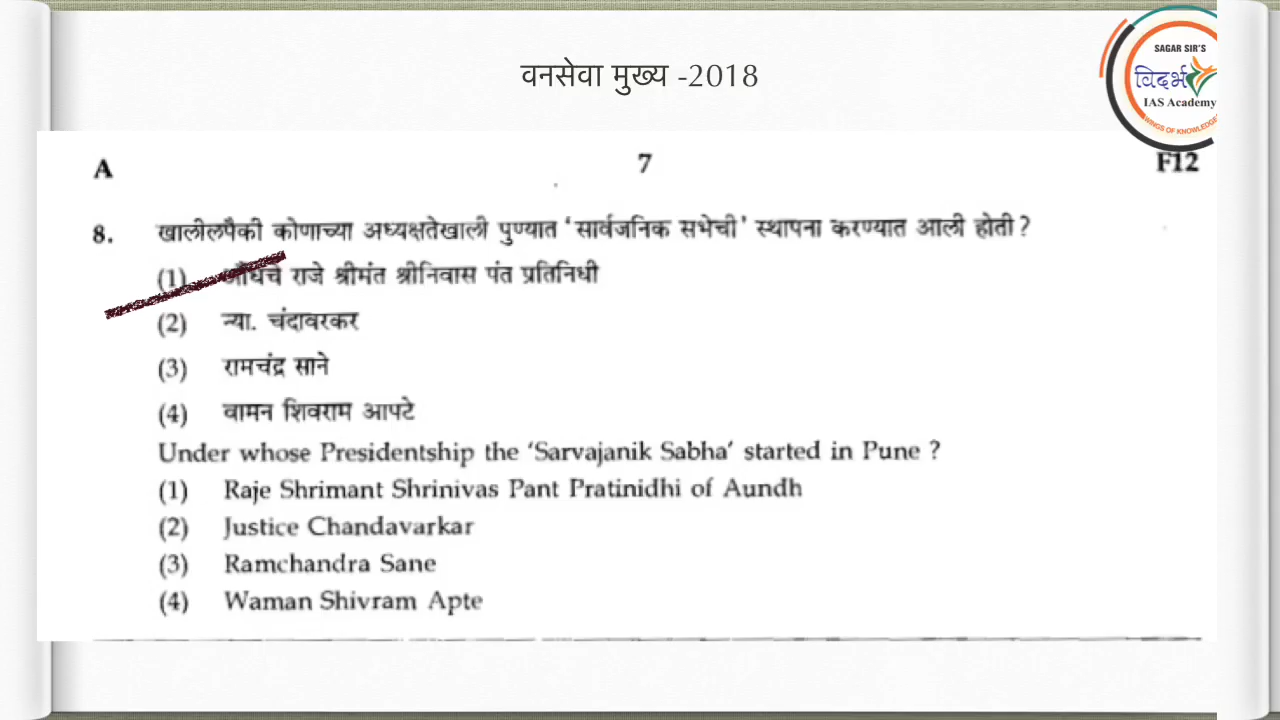 वनसेवा मुख्य -2018
SAGAR SIR'S
विदर्भ
IAS Academy
WINGS OF KNOWLEDGE
A 7 F12
8. खालीलपैकी कोणाच्या अध्यक्षतेखाली पुण्यात 'सार्वजनिक सभेची' स्थापना करण्यात आली होती ?
(1) औंधचे राजे श्रीमंत श्रीनिवास पंत प्रतिनिधी
(2) न्या. चंदावरकर
(3) रामचंद्र साने
(4) वामन शिवराम आपटे
Under whose Presidentship the 'Sarvajanik Sabha' started in Pune ?
(1) Raje Shrimant Shrinivas Pant Pratinidhi of Aundh
(2) Justice Chandavarkar
(3) Ramchandra Sane
(4) Waman Shivram Apte